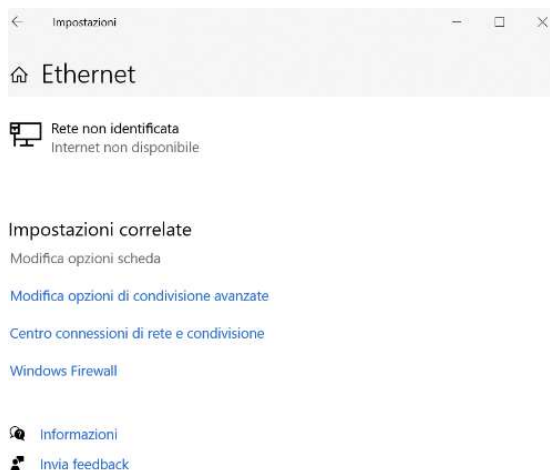 Impostazioni
Ethernet
Rete non identificata
Internet non disponibile
Impostazioni correlate
Modifica opzioni scheda
Modifica opzioni di condivisione avanzate
Centro connessioni di rete e condivisione
Windows Firewall
Informazioni
Invia feedback